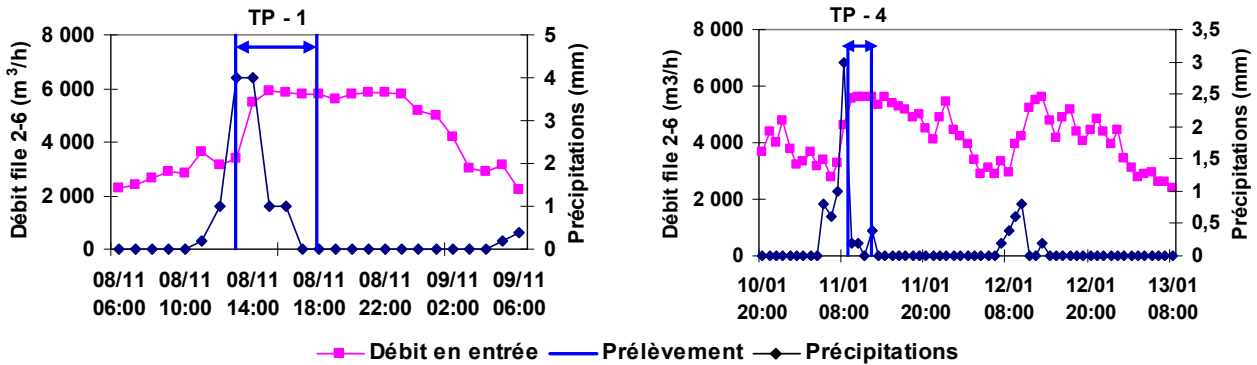 TP - 1
Débit file 2-6 (m³/h)
8 000
6 000
4 000
2 000
0
5
4
3
2
1
0
Précipitations (mm)
08/11 08/11 08/11 08/11 08/11 09/11 09/11
06:00 10:00 14:00 18:00 22:00 02:00 06:00
TP - 4
Débit file 2-6 (m3/h)
8 000
6 000
4 000
2 000
0
3,5
3
2,5
2
1,5
1
0,5
0
Précipitations (mm)
10/01 11/01 11/01 12/01 12/01 13/01
20:00 08:00 20:00 08:00 20:00 08:00
Débit en entrée Prélèvement Précipitations